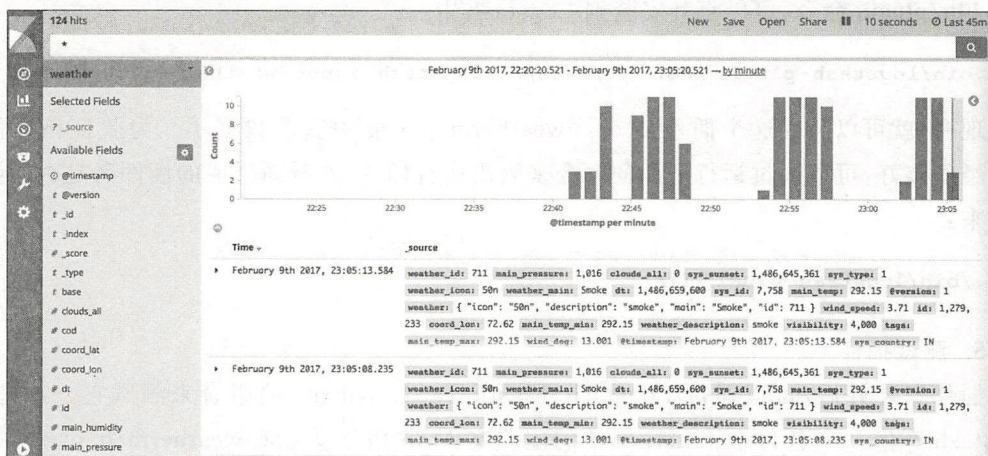 124 hits
New Save Open Share 10 seconds Last 45m
*
weather
February 9th 2017, 22:20:20.521 - February 9th 2017, 23:05:20.521 — by minute
Selected Fields
? _source
Available Fields
@timestamp
t @version
t _id
t _index
# _score
t _type
t base
# clouds_all
# cod
# coord_lat
# coord_lon
# dt
# id
# main_humidity
# main_pressure
Count
10
8
6
4
2
0
22:25 22:30 22:35 22:40 22:45 22:50 22:55 23:00 23:05
@timestamp per minute
Time _source
February 9th 2017, 23:05:13.584 weather_id: 711 main_pressure: 1,016 clouds_all: 0 sys_sunset: 1,486,645,361 sys_type: 1
weather_icon: 50n weather_main: Smoke dt: 1,486,659,600 sys_id: 7,758 main_temp: 292.15 @version: 1
weather: { "icon": "50n", "description": "smoke", "main": "Smoke", "id": 711 } wind_speed: 3.71 id: 1,279,
233 coord_lon: 72.62 main_temp_min: 292.15 weather_description: smoke visibility: 4,000 tags:
main_temp_max: 292.15 wind_deg: 13.001 @timestamp: February 9th 2017, 23:05:13.584 sys_country: IN
February 9th 2017, 23:05:08.235 weather_id: 711 main_pressure: 1,016 clouds_all: 0 sys_sunset: 1,486,645,361 sys_type: 1
weather_icon: 50n weather_main: Smoke dt: 1,486,659,600 sys_id: 7,758 main_temp: 292.15 @version: 1
weather: { "icon": "50n", "description": "smoke", "main": "Smoke", "id": 711 } wind_speed: 3.71 id: 1,279,
233 coord_lon: 72.62 main_temp_min: 292.15 weather_description: smoke visibility: 4,000 tags:
main_temp_max: 292.15 wind_deg: 13.001 @timestamp: February 9th 2017, 23:05:08.235 sys_country: IN